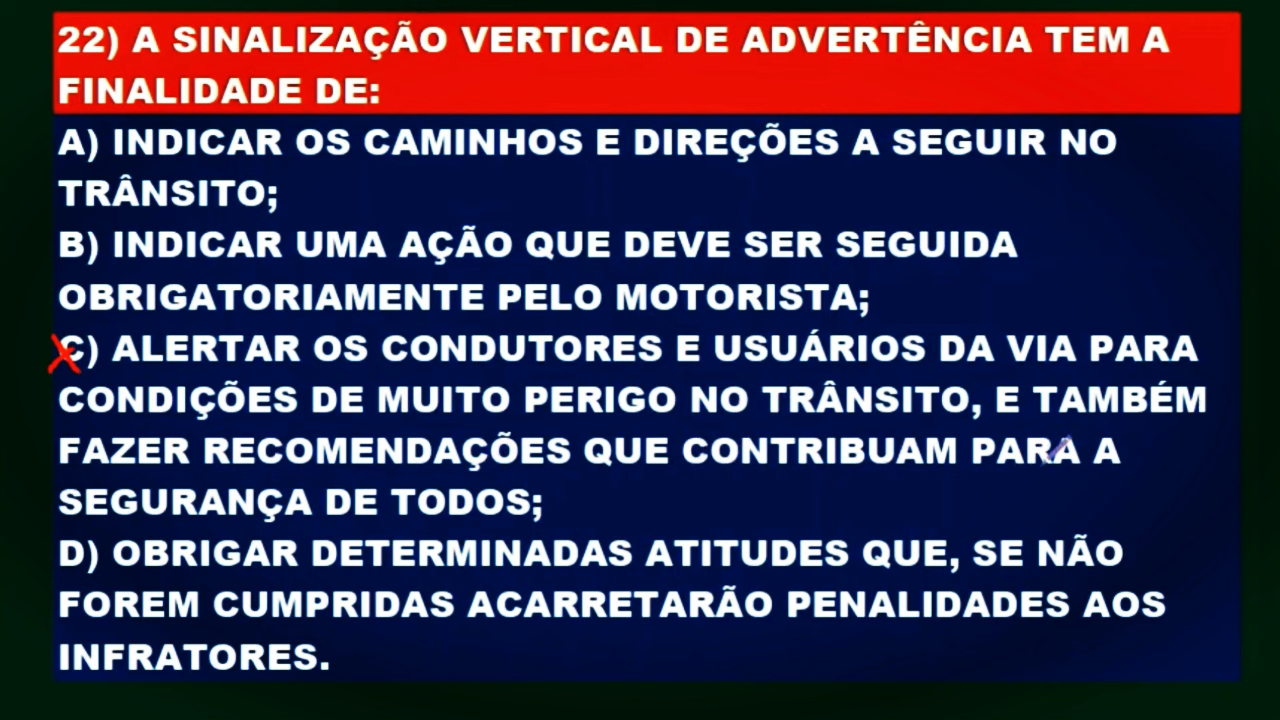 22) A SINALIZAÇÃO VERTICAL DE ADVERTÊNCIA TEM A
FINALIDADE DE:
A) INDICAR OS CAMINHOS E DIREÇÕES A SEGUIR NO
TRÂNSITO;
B) INDICAR UMA AÇÃO QUE DEVE SER SEGUIDA
OBRIGATORIAMENTE PELO MOTORISTA;
C) ALERTAR OS CONDUTORES E USUÁRIOS DA VIA PARA
CONDIÇÕES DE MUITO PERIGO NO TRÂNSITO, E TAMBÉM
FAZER RECOMENDAÇÕES QUE CONTRIBUAM PARA A
SEGURANÇA DE TODOS;
D) OBRIGAR DETERMINADAS ATITUDES QUE, SE NÃO
FOREM CUMPRIDAS ACARRETARÃO PENALIDADES AOS
INFRATORES.